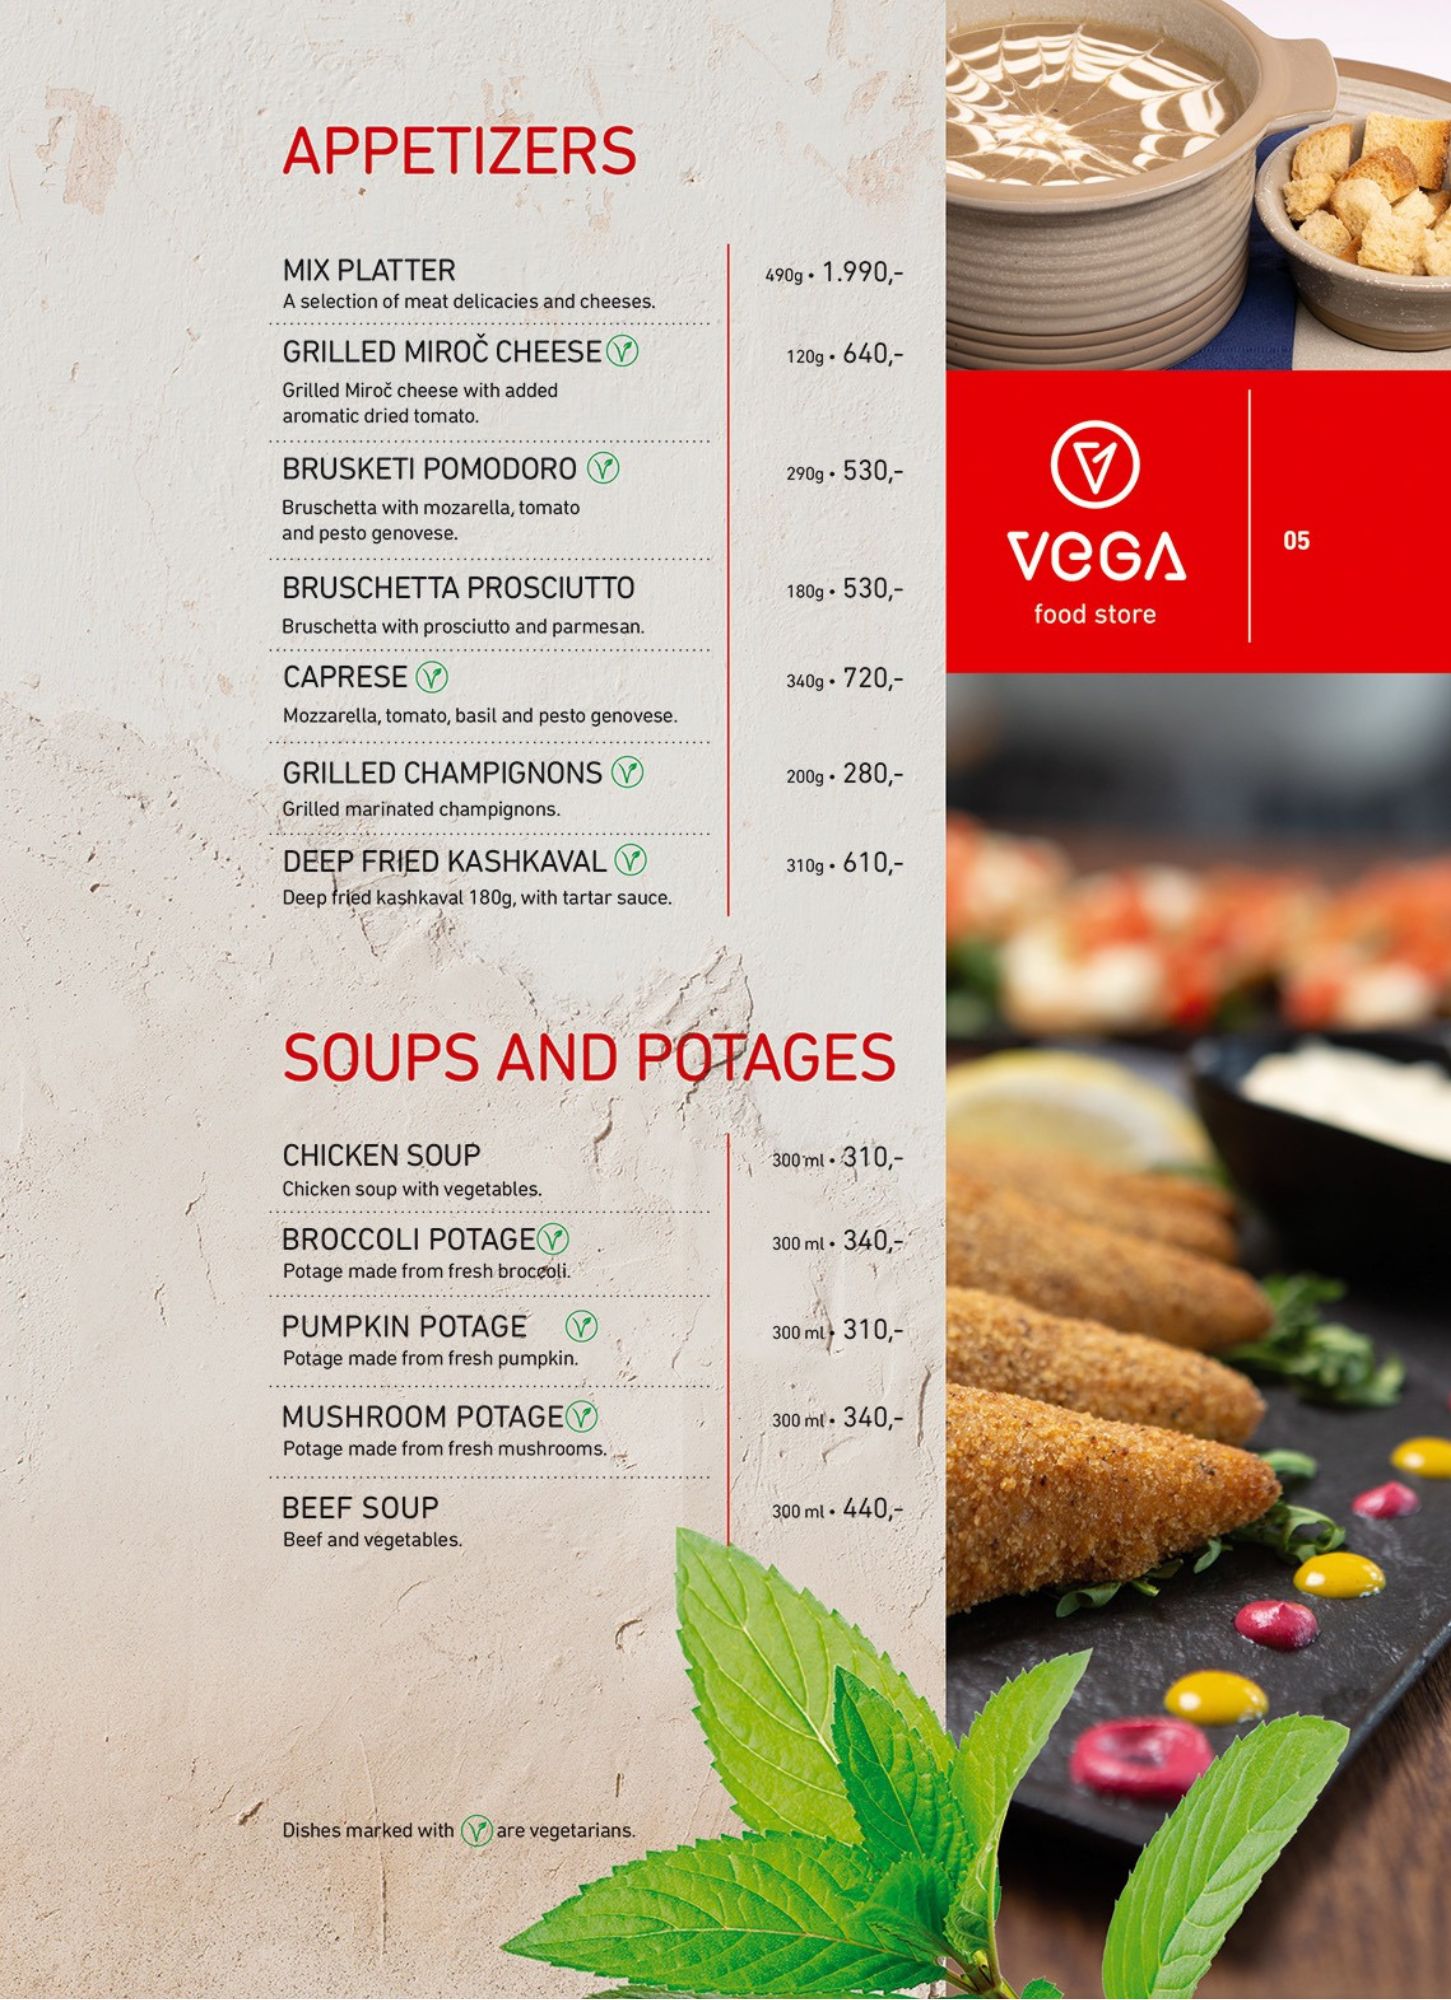 APPETIZERS
MIX PLATTER 490g • 1.990,-
A selection of meat delicacies and cheeses.
GRILLED MIROČ CHEESE 120g • 640,-
Grilled Miroč cheese with added
aromatic dried tomato.
BRUSKETI POMODORO 290g • 530,-
Bruschetta with mozarella, tomato
and pesto genovese.
BRUSCHETTA PROSCIUTTO 180g • 530,-
Bruschetta with prosciutto and parmesan.
CAPRESE 340g • 720,-
Mozzarella, tomato, basil and pesto genovese.
GRILLED CHAMPIGNONS 200g • 280,-
Grilled marinated champignons.
DEEP FRIED KASHKAVAL 310g • 610,-
Deep fried kashkaval 180g, with tartar sauce.
SOUPS AND POTAGES
CHICKEN SOUP 300 ml • 310,-
Chicken soup with vegetables.
BROCCOLI POTAGE 300 ml • 340,-
Potage made from fresh broccoli.
PUMPKIN POTAGE 300 ml • 310,-
Potage made from fresh pumpkin.
MUSHROOM POTAGE 300 ml • 340,-
Potage made from fresh mushrooms.
BEEF SOUP 300 ml • 440,-
Beef and vegetables.
Dishes marked with V are vegetarians.
VEGA
food store
05